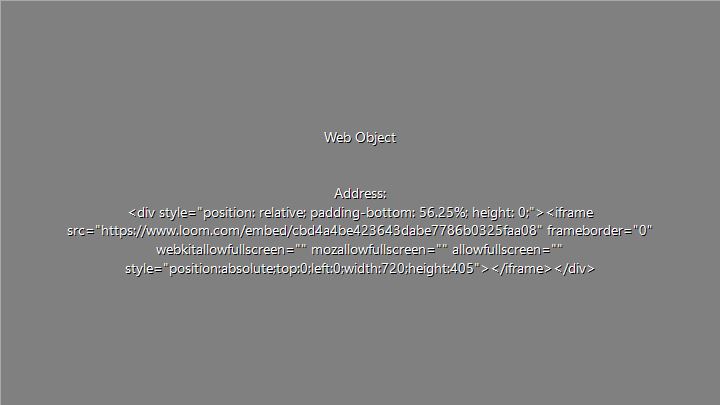 Web Object
Address:
<div style="position: relative; padding-bottom: 56.25%; height: 0;"><iframe
src="https://www.loom.com/embed/cbd4a4be423643dabe7786b0325faa08" frameborder="0"
webkitallowfullscreen="" mozallowfullscreen="" allowfullscreen=""
style="position:absolute;top:0;left:0;width:720;height:405"></iframe></div>